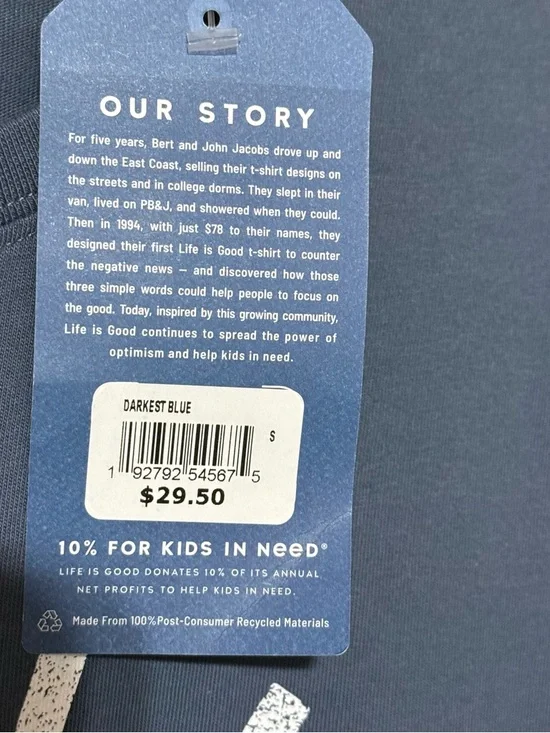 OUR STORY
For five years, Bert and John Jacobs drove up and
down the East Coast, selling their t-shirt designs on
the streets and in college dorms. They slept in their
van, lived on PB&J, and showered when they could.
Then in 1994, with just $78 to their names, they
designed their first Life is Good t-shirt to counter
the negative news — and discovered how those
three simple words could help people to focus on
the good. Today, inspired by this growing community,
Life is Good continues to spread the power of
optimism and help kids in need.
DARKEST BLUE
S
1 92792 54567 5
$29.50
10% FOR KIDS IN NeeD®
LIFE IS GOOD DONATES 10% OF ITS ANNUAL
NET PROFITS TO HELP KIDS IN NEED.
Made From 100%Post-Consumer Recycled Materials